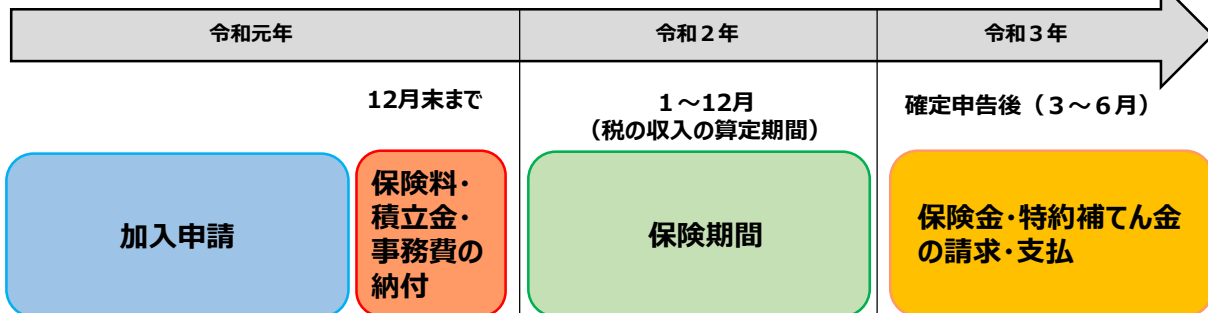 令和元年
令和２年
令和３年
12月末まで
１～12月
（税の収入の算定期間）
確定申告後（３～６月）
加入申請
保険料・
積立金・
事務費の
納付
保険期間
保険金・特約補てん金
の請求・支払